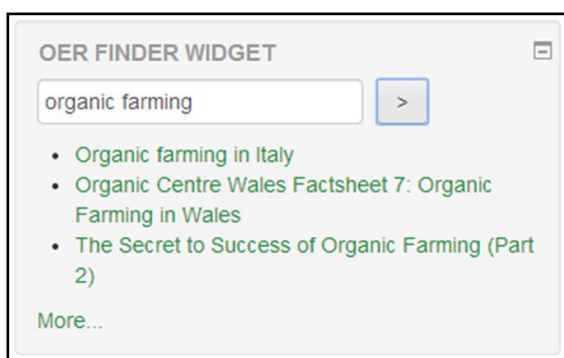 OER FINDER WIDGET
organic farming
>
• Organic farming in Italy
• Organic Centre Wales Factsheet 7: Organic
Farming in Wales
• The Secret to Success of Organic Farming (Part
2)
More...